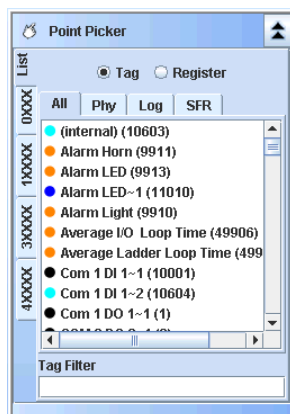 Point Picker
List
0XXXX
1XXXX
3XXXX
4XXXX
Tag Register
All Phy Log SFR
(internal) (10603)
Alarm Horn (9911)
Alarm LED (9913)
Alarm LED~1 (11010)
Alarm Light (9910)
Average I/O Loop Time (49906)
Average Ladder Loop Time (499
Com 1 DI 1~1 (10001)
Com 1 DI 1~2 (10604)
Com 1 DO 1~1 (1)
Tag Filter